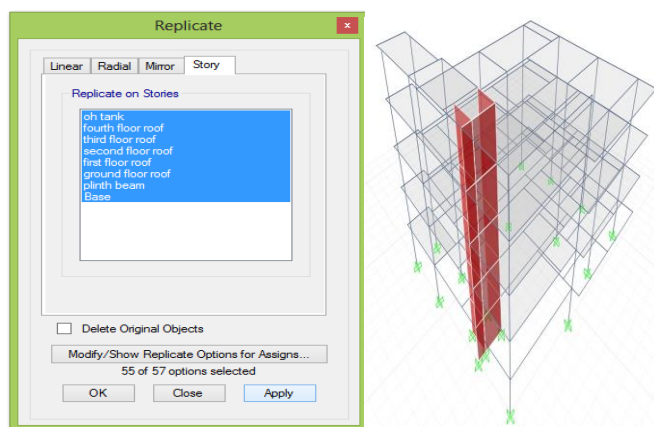 Replicate
x
Linear Radial Mirror Story
Replicate on Stories
oh tank
fourth floor roof
third floor roof
second floor roof
first floor roof
ground floor roof
plinth beam
Base
Delete Original Objects
Modify/Show Replicate Options for Assigns...
55 of 57 options selected
OK Close Apply